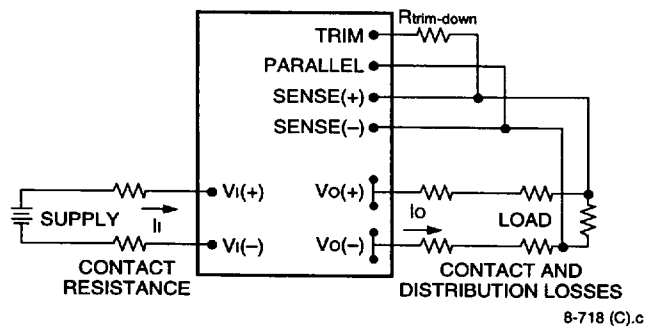 TRIM
Rtrim-down
PARALLEL
SENSE(+)
SENSE(–)
VI(+)
VO(+)
SUPPLY
II
IO
LOAD
VI(–)
VO(–)
CONTACT
RESISTANCE
CONTACT AND
DISTRIBUTION LOSSES
8-718 (C).c